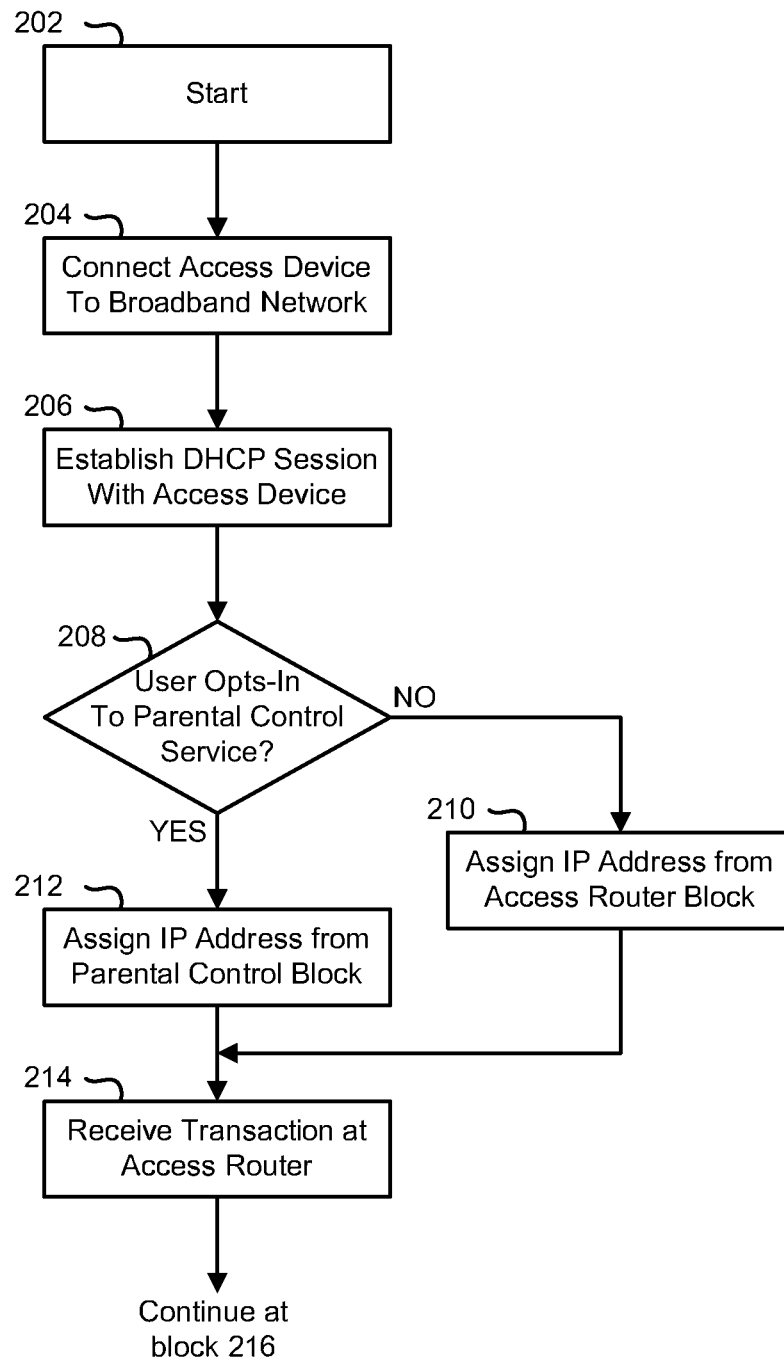 202
Start
204
Connect Access Device
To Broadband Network
206
Establish DHCP Session
With Access Device
208
User Opts-In
To Parental Control
Service?
NO
YES
210
Assign IP Address from
Access Router Block
212
Assign IP Address from
Parental Control Block
214
Receive Transaction at
Access Router
Continue at
block 216